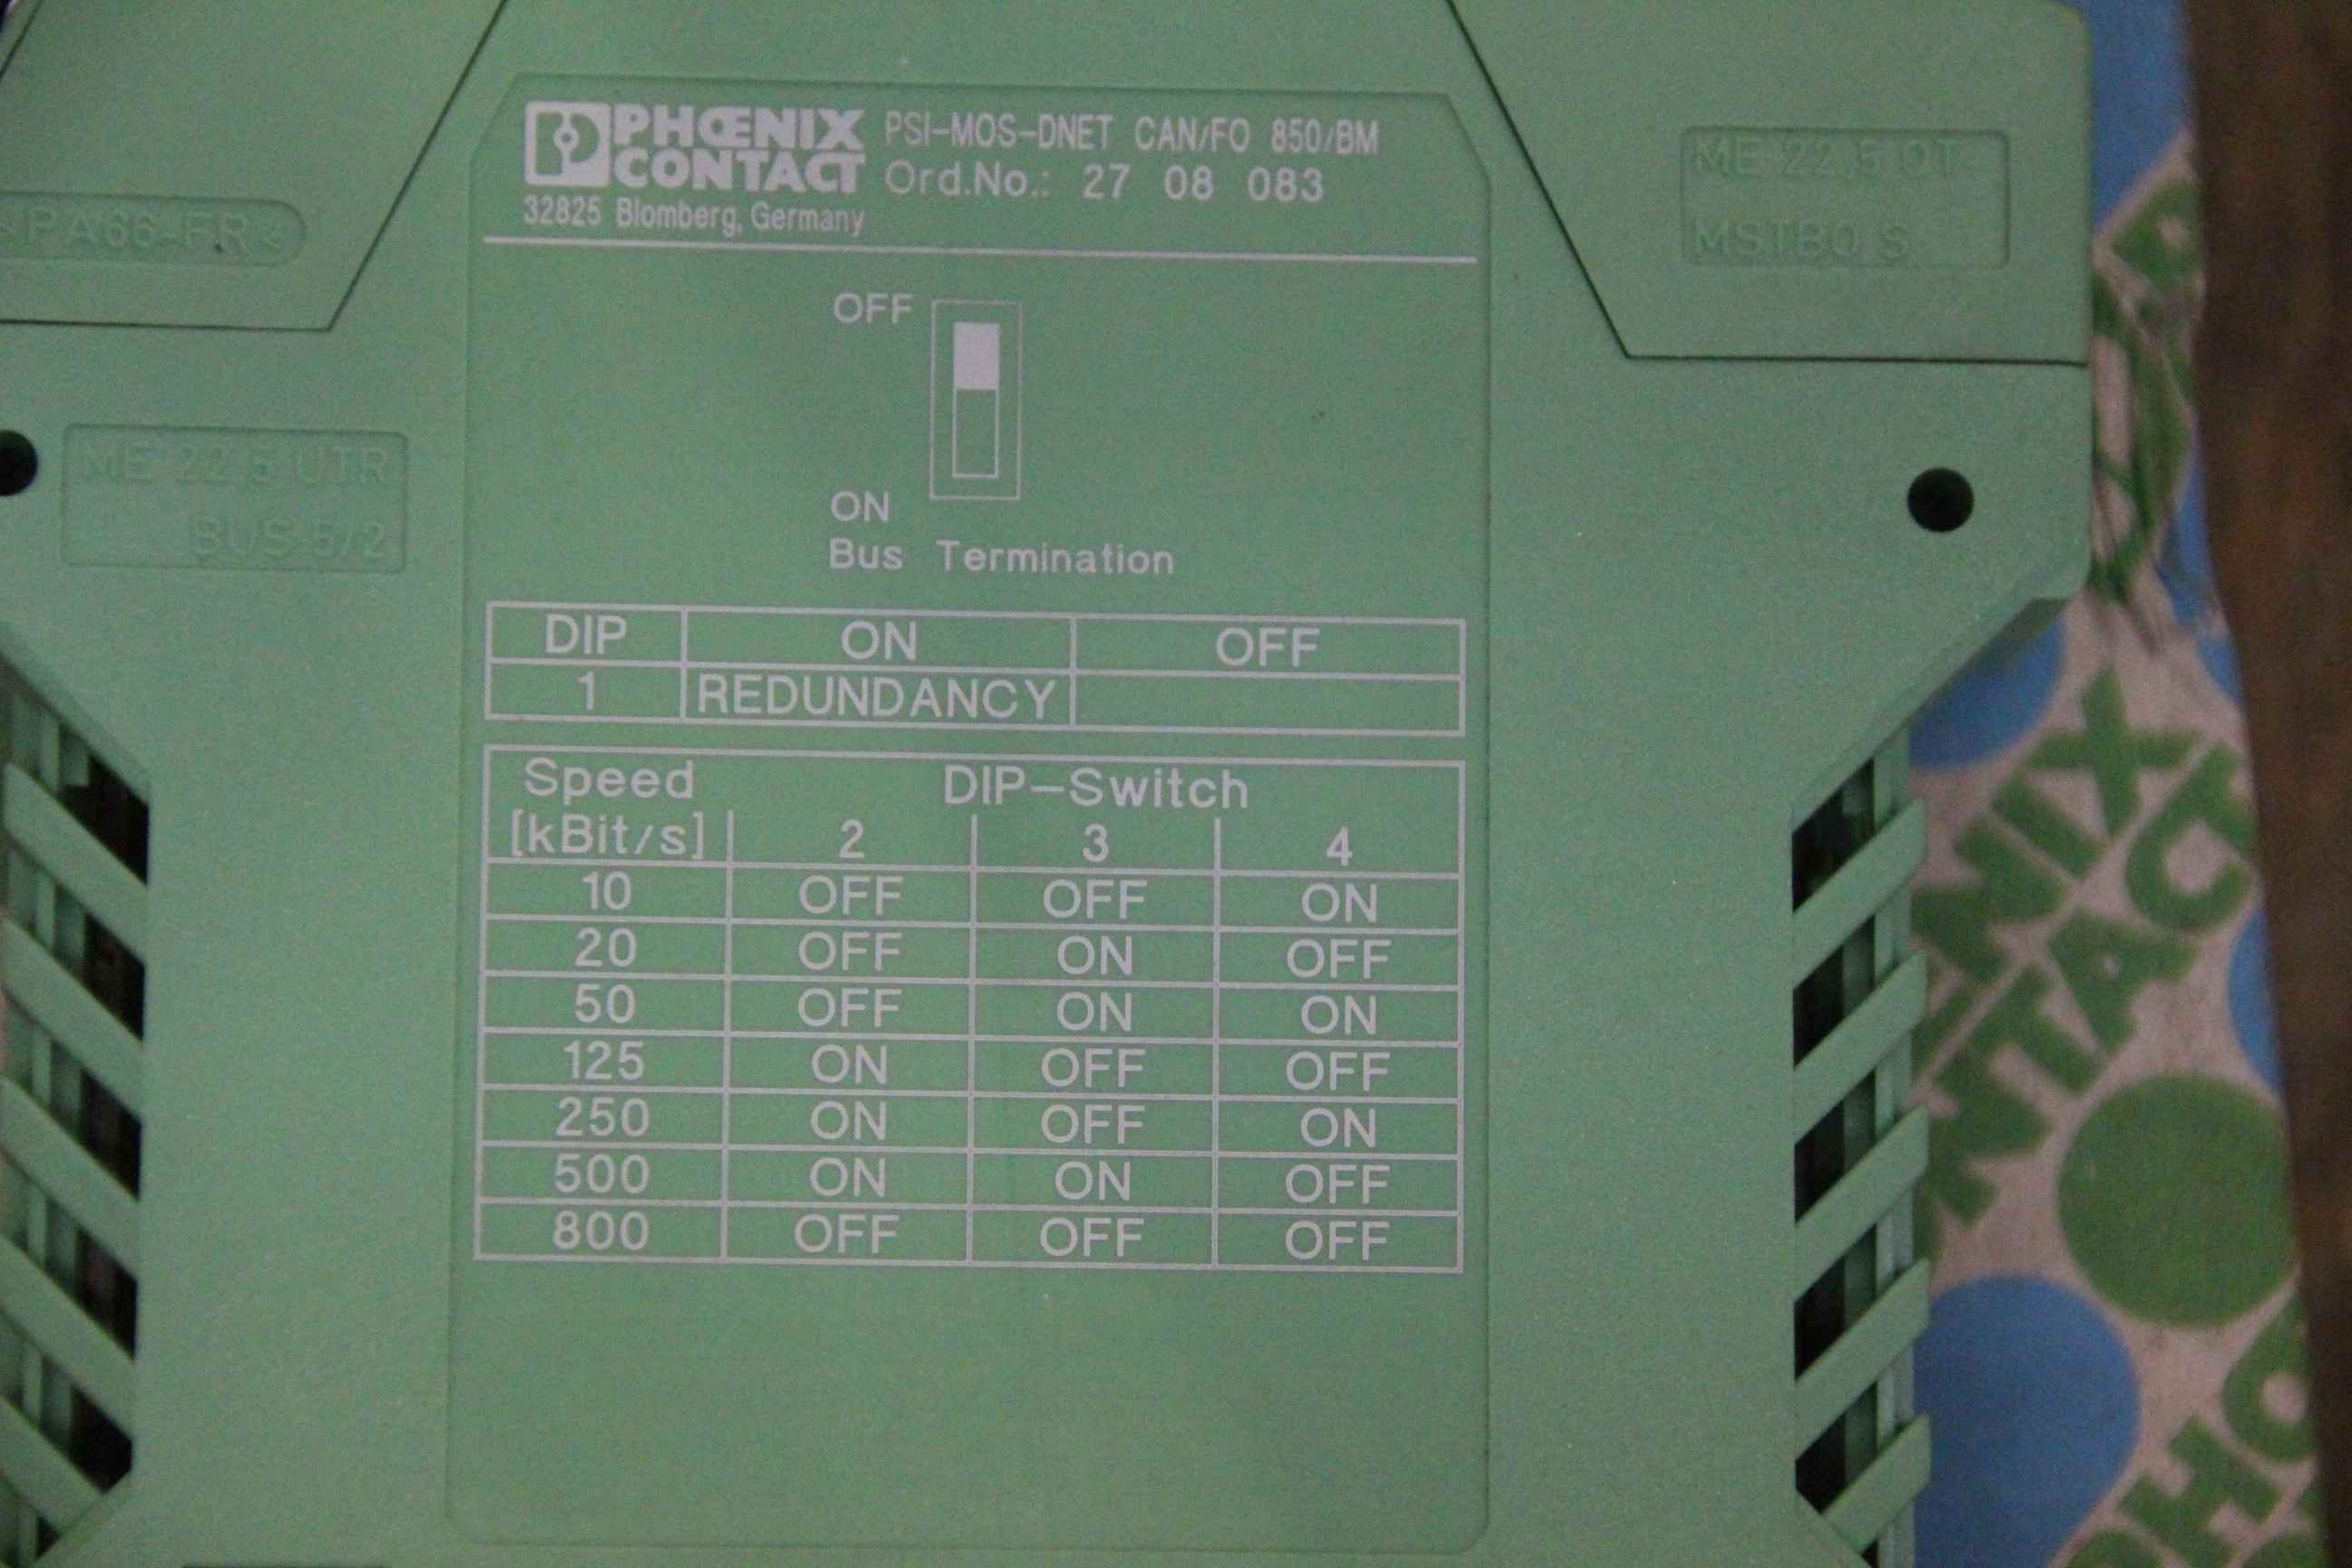 PHŒNIX
CONTACT
PSI-MOS-DNET CAN/FO 850/BM
Ord.No.: 27 08 083
32825 Blomberg, Germany
ME 22,5 OT
MSTBO S
>PA66-FR<
ME 22,5 UTR
BUS 5/2
OFF
ON
Bus Termination
DIP ON OFF
1 REDUNDANCY
Speed DIP-Switch
[kBit/s] 2 3 4
10 OFF OFF ON
20 OFF ON OFF
50 OFF ON ON
125 ON OFF OFF
250 ON OFF ON
500 ON ON OFF
800 OFF OFF OFF